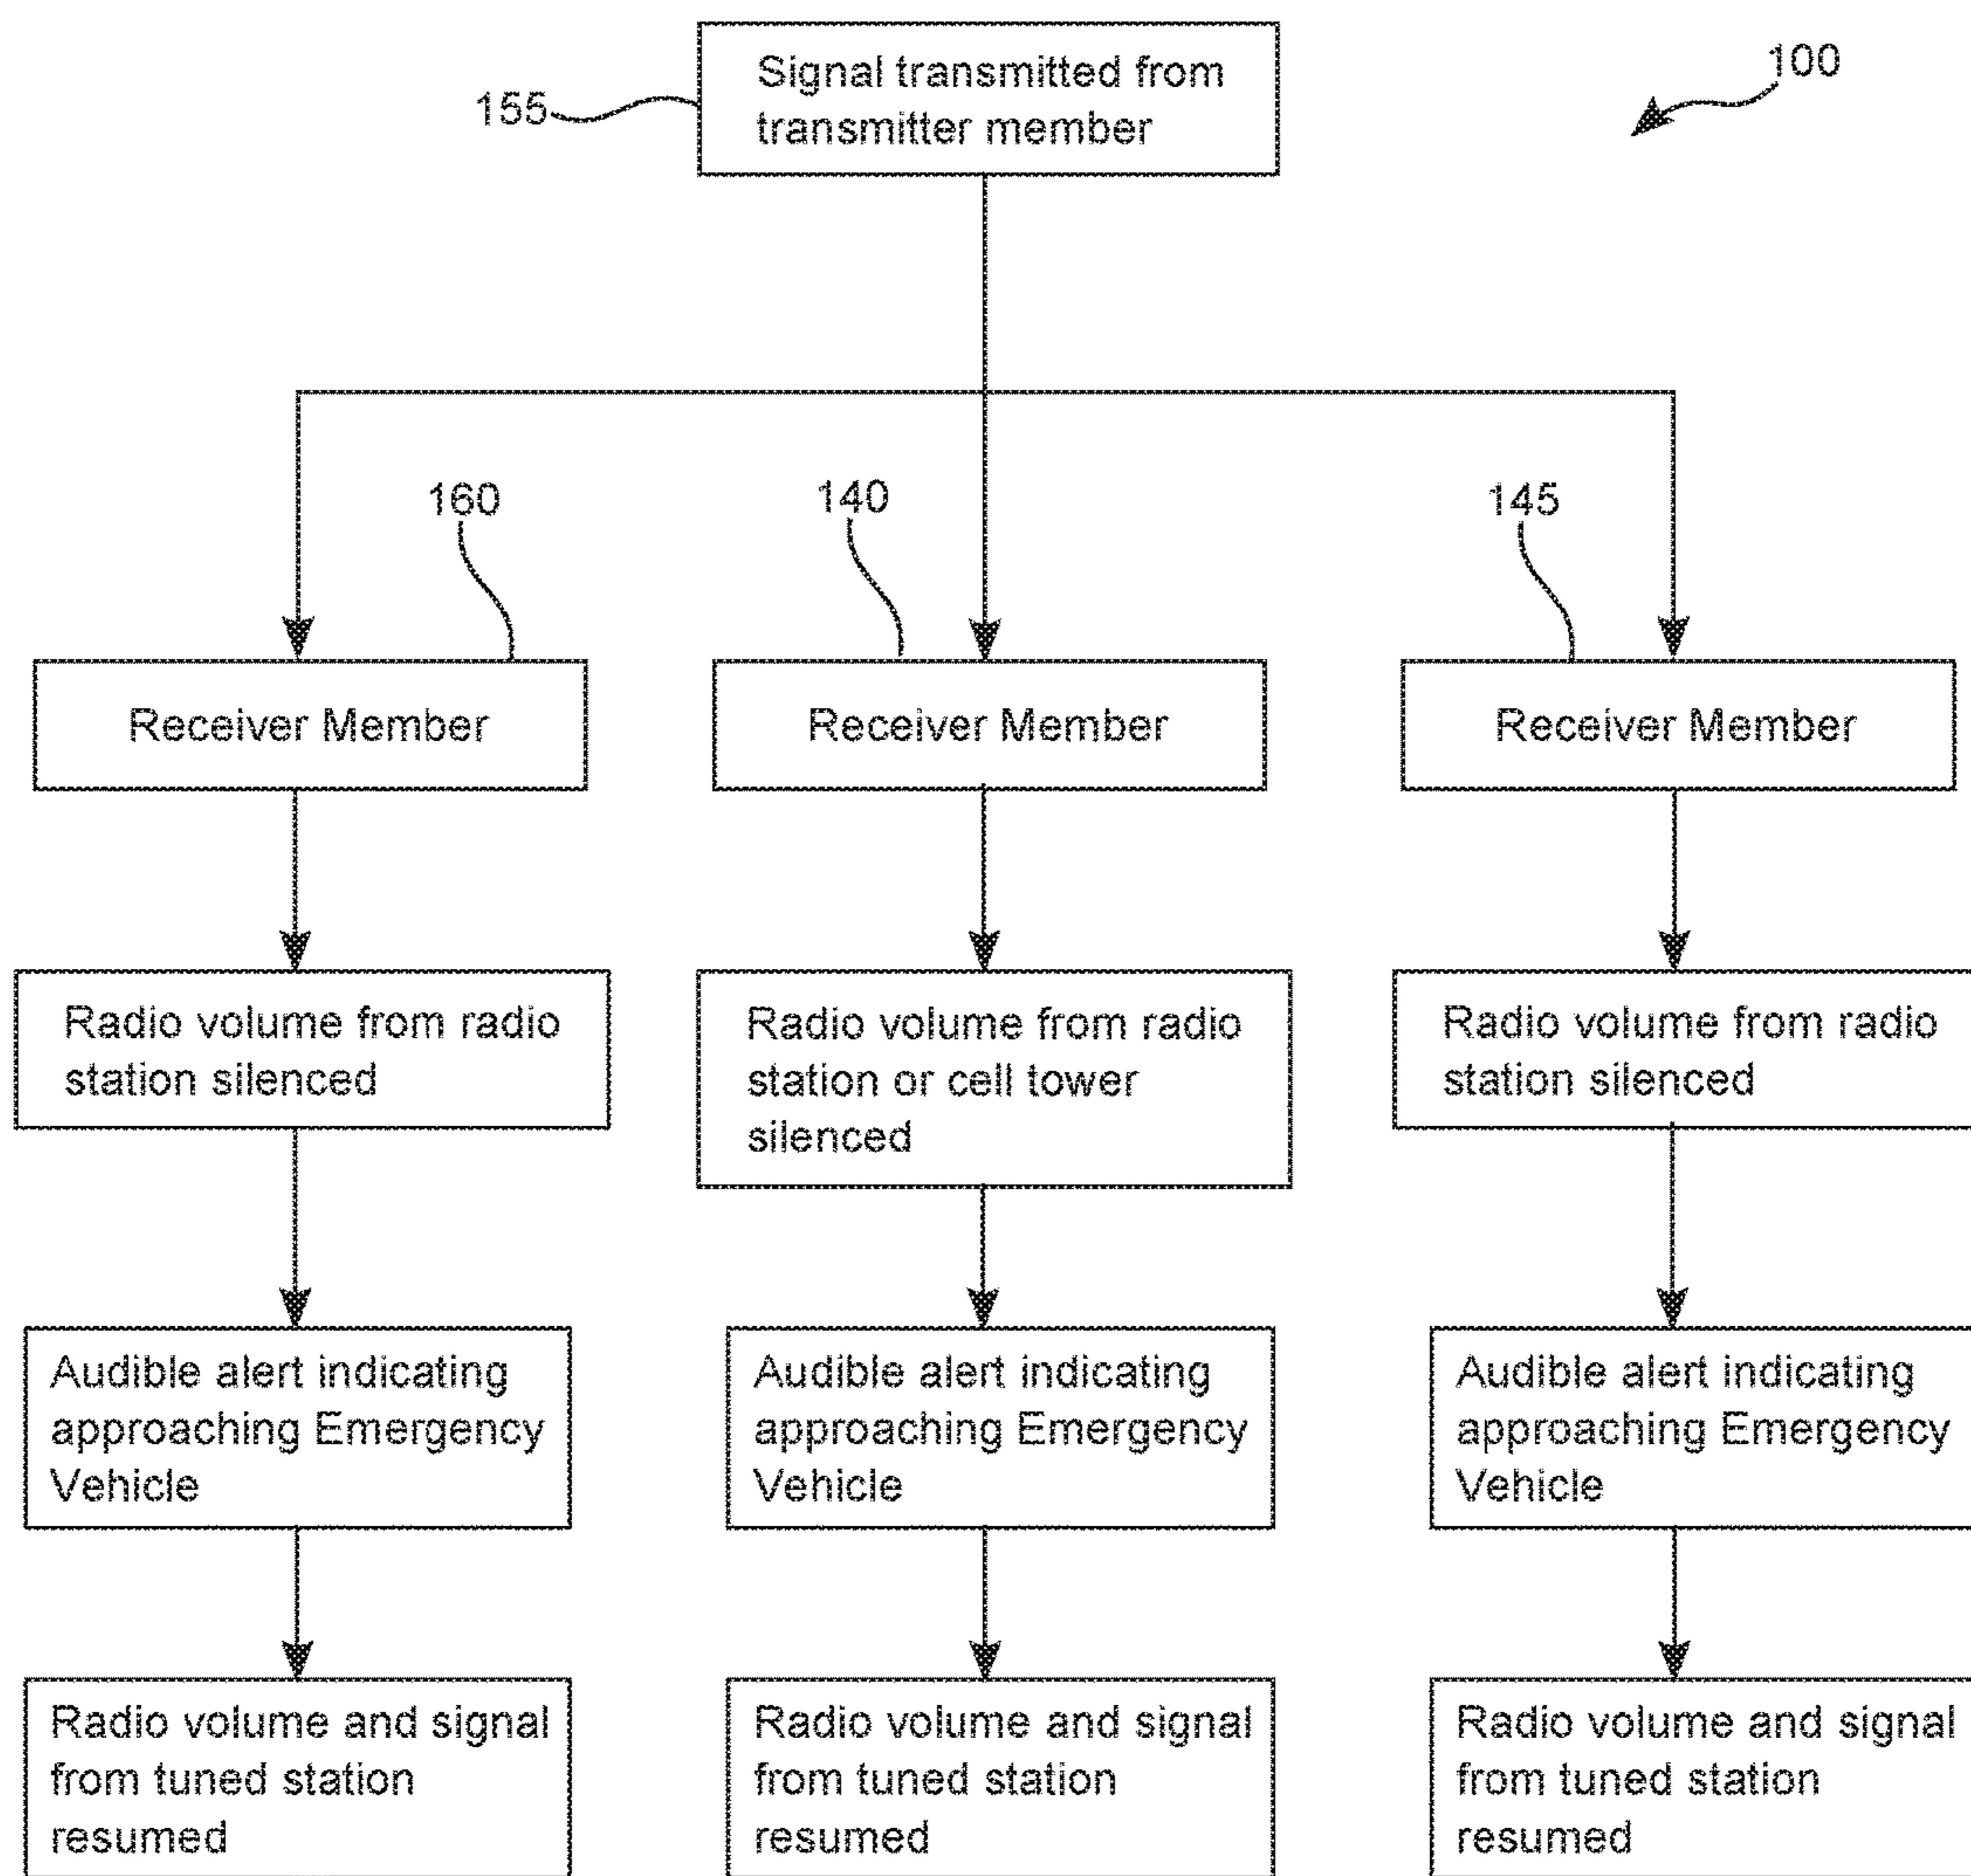 Signal transmitted from
transmitter member
155
100
160
140
145
Receiver Member
Receiver Member
Receiver Member
Radio volume from radio
station silenced
Radio volume from radio
station or cell tower
silenced
Radio volume from radio
station silenced
Audible alert indicating
approaching Emergency
Vehicle
Audible alert indicating
approaching Emergency
Vehicle
Audible alert indicating
approaching Emergency
Vehicle
Radio volume and signal
from tuned station
resumed
Radio volume and signal
from tuned station
resumed
Radio volume and signal
from tuned station
resumed